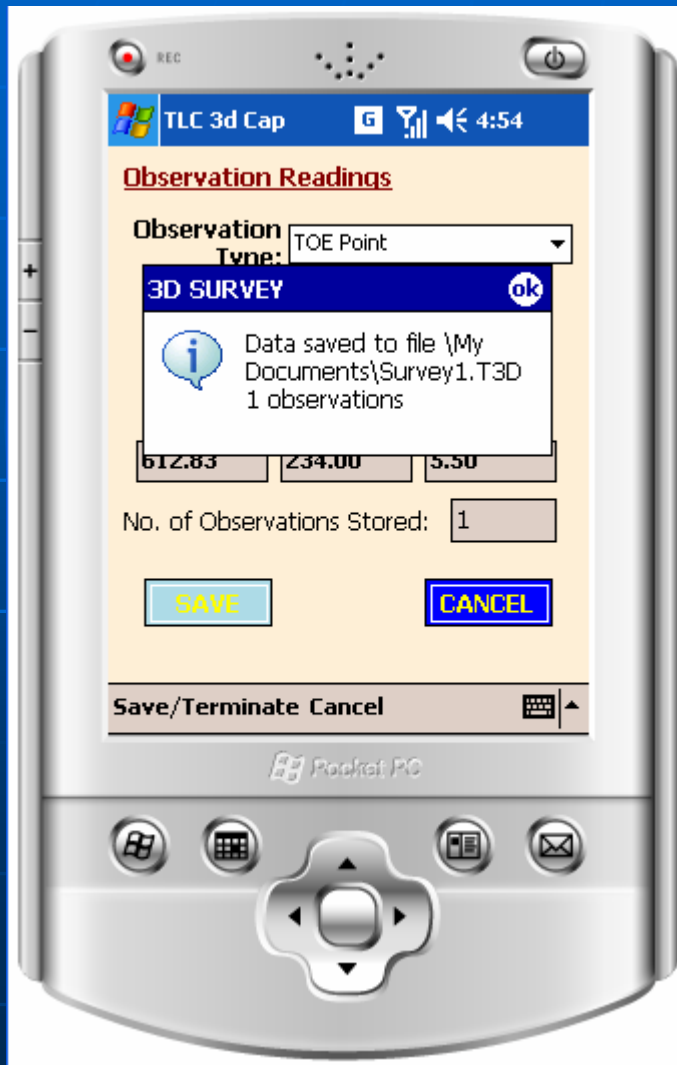 REC
TLC 3d Cap G 4:54
Observation Readings
Observation
Type:
TOE Point
+
3D SURVEY ok
Data saved to file \My
Documents\Survey1.T3D
1 observations
-
612.83 234.00 5.50
No. of Observations Stored: 1
SAVE CANCEL
Save/Terminate Cancel
Pocket PC